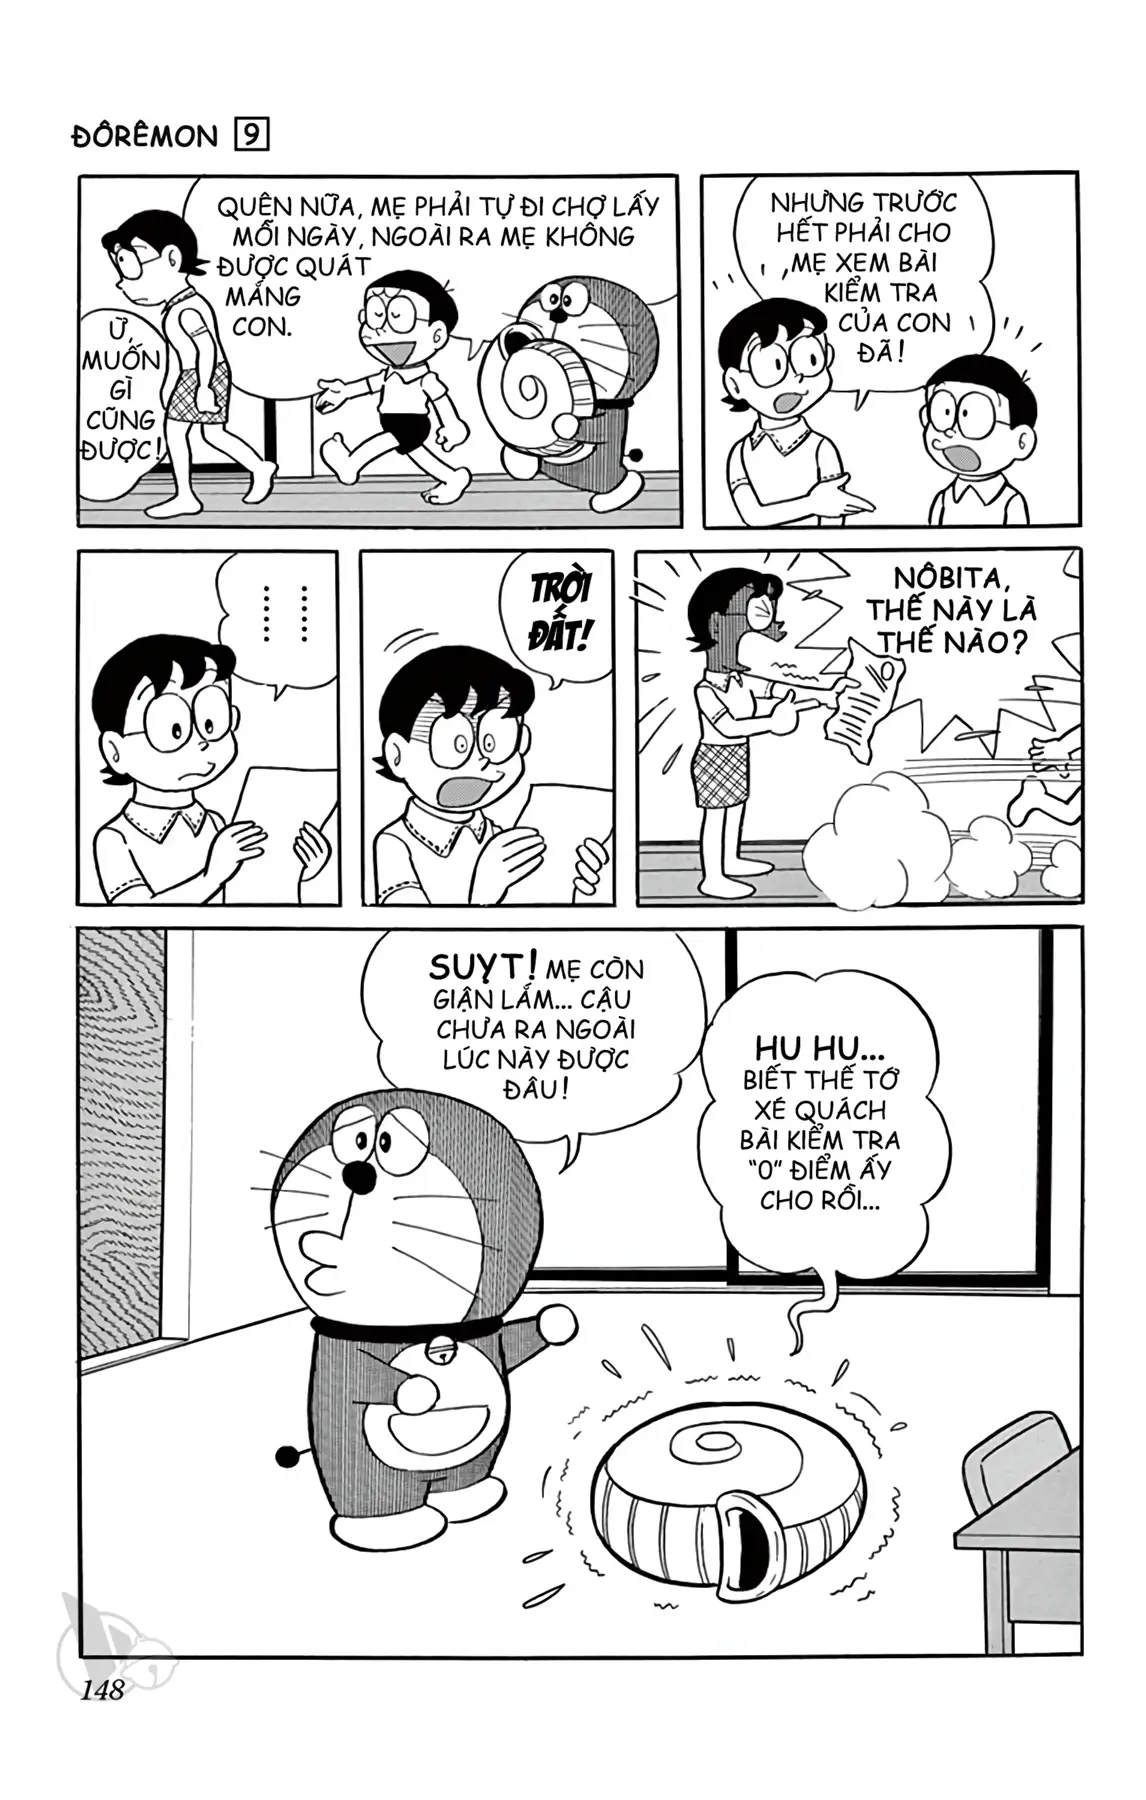 ĐÔRÊMON 9
QUÊN NỮA, MẸ PHẢI TỰ ĐI CHỢ LẤY
MỖI NGÀY, NGOÀI RA MẸ KHÔNG
ĐƯỢC QUÁT
MẮNG
CON.
Ừ,
MUỐN
GÌ
CŨNG
ĐƯỢC!
NHƯNG TRƯỚC
HẾT PHẢI CHO
MẸ XEM BÀI
KIỂM TRA
CỦA CON
ĐÃ!
......
......
TRỜI
ĐẤT!
NÔBITA,
THẾ NÀY LÀ
THẾ NÀO?
SUỴT! MẸ CÒN
GIẬN LẮM... CẬU
CHƯA RA NGOÀI
LÚC NÀY ĐƯỢC
ĐÂU!
HU HU...
BIẾT THẾ TỚ
XÉ QUÁCH
BÀI KIỂM TRA
"0" ĐIỂM ẤY
CHO RỒI...
148